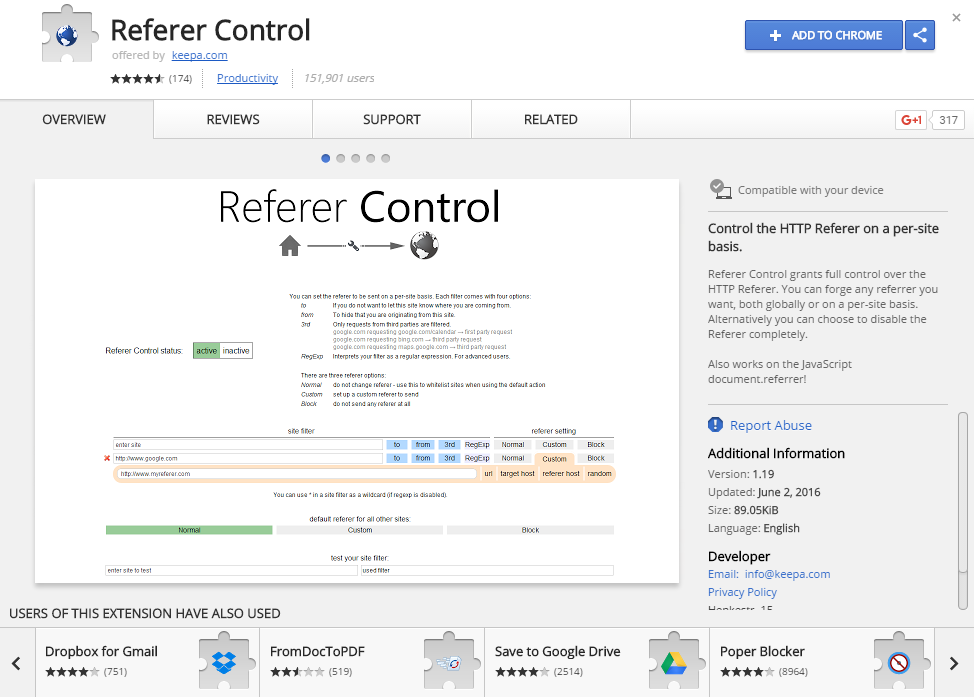 Referer Control
offered by keepa.com
(174) Productivity 151,901 users
ADD TO CHROME
OVERVIEW REVIEWS SUPPORT RELATED
G+1 317
Referer Control
You can set the referer to be sent on a per-site basis. Each filter comes with four options:
to If you do not want to let this site know where you are coming from.
from To hide that you are originating from this site.
3rd Only requests from third parties are filtered.
google.com requesting google.com/calendar → first party request
google.com requesting bing.com → third party request
google.com requesting maps.google.com → third party request
RegExp Interprets your filter as a regular expression. For advanced users.
Referer Control status: active inactive
There are three referer options:
Normal do not change referer - use this to whitelist sites when using the default action
Custom set up a custom referer to send
Block do not send any referer at all
site filter referer setting
enter site to from 3rd RegExp Normal Custom Block
http://www.google.com to from 3rd RegExp Normal Custom Block
http://www.myreferer.com url target host referer host random
You can use * in a site filter as a wildcard (if regexp is disabled).
default referer for all other sites:
Normal Custom Block
test your site filter:
enter site to test used filter
Compatible with your device
Control the HTTP Referer on a per-site
basis.
Referer Control grants full control over the
HTTP Referer. You can forge any referrer you
want, both globally or on a per-site basis.
Alternatively you can choose to disable the
Referer completely.
Also works on the JavaScript
document.referrer!
Report Abuse
Additional Information
Version: 1.19
Updated: June 2, 2016
Size: 89.05KiB
Language: English
Developer
Email: info@keepa.com
Privacy Policy
USERS OF THIS EXTENSION HAVE ALSO USED
Dropbox for Gmail
(751)
FromDocToPDF
(519)
Save to Google Drive
(2514)
Poper Blocker
(8964)